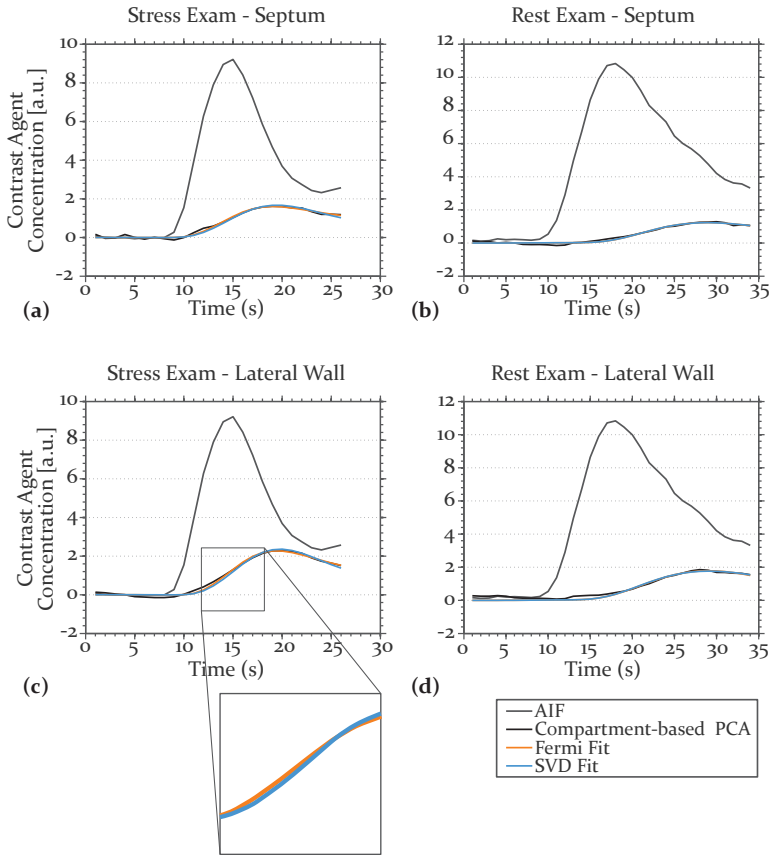 Stress Exam - Septum
Contrast Agent
Concentration [a.u.]
10
8
6
4
2
0
-2
0 5 10 15 20 25 30
Time (s)
(a)
Rest Exam - Septum
12
10
8
6
4
2
0
-2
0 5 10 15 20 25 30 35
Time (s)
(b)
Stress Exam - Lateral Wall
Contrast Agent
Concentration [a.u.]
10
8
6
4
2
0
-2
0 5 10 15 20 25 30
Time (s)
(c)
Rest Exam - Lateral Wall
12
10
8
6
4
2
0
-2
0 5 10 15 20 25 30 35
Time (s)
(d)
AIF
Compartment-based PCA
Fermi Fit
SVD Fit